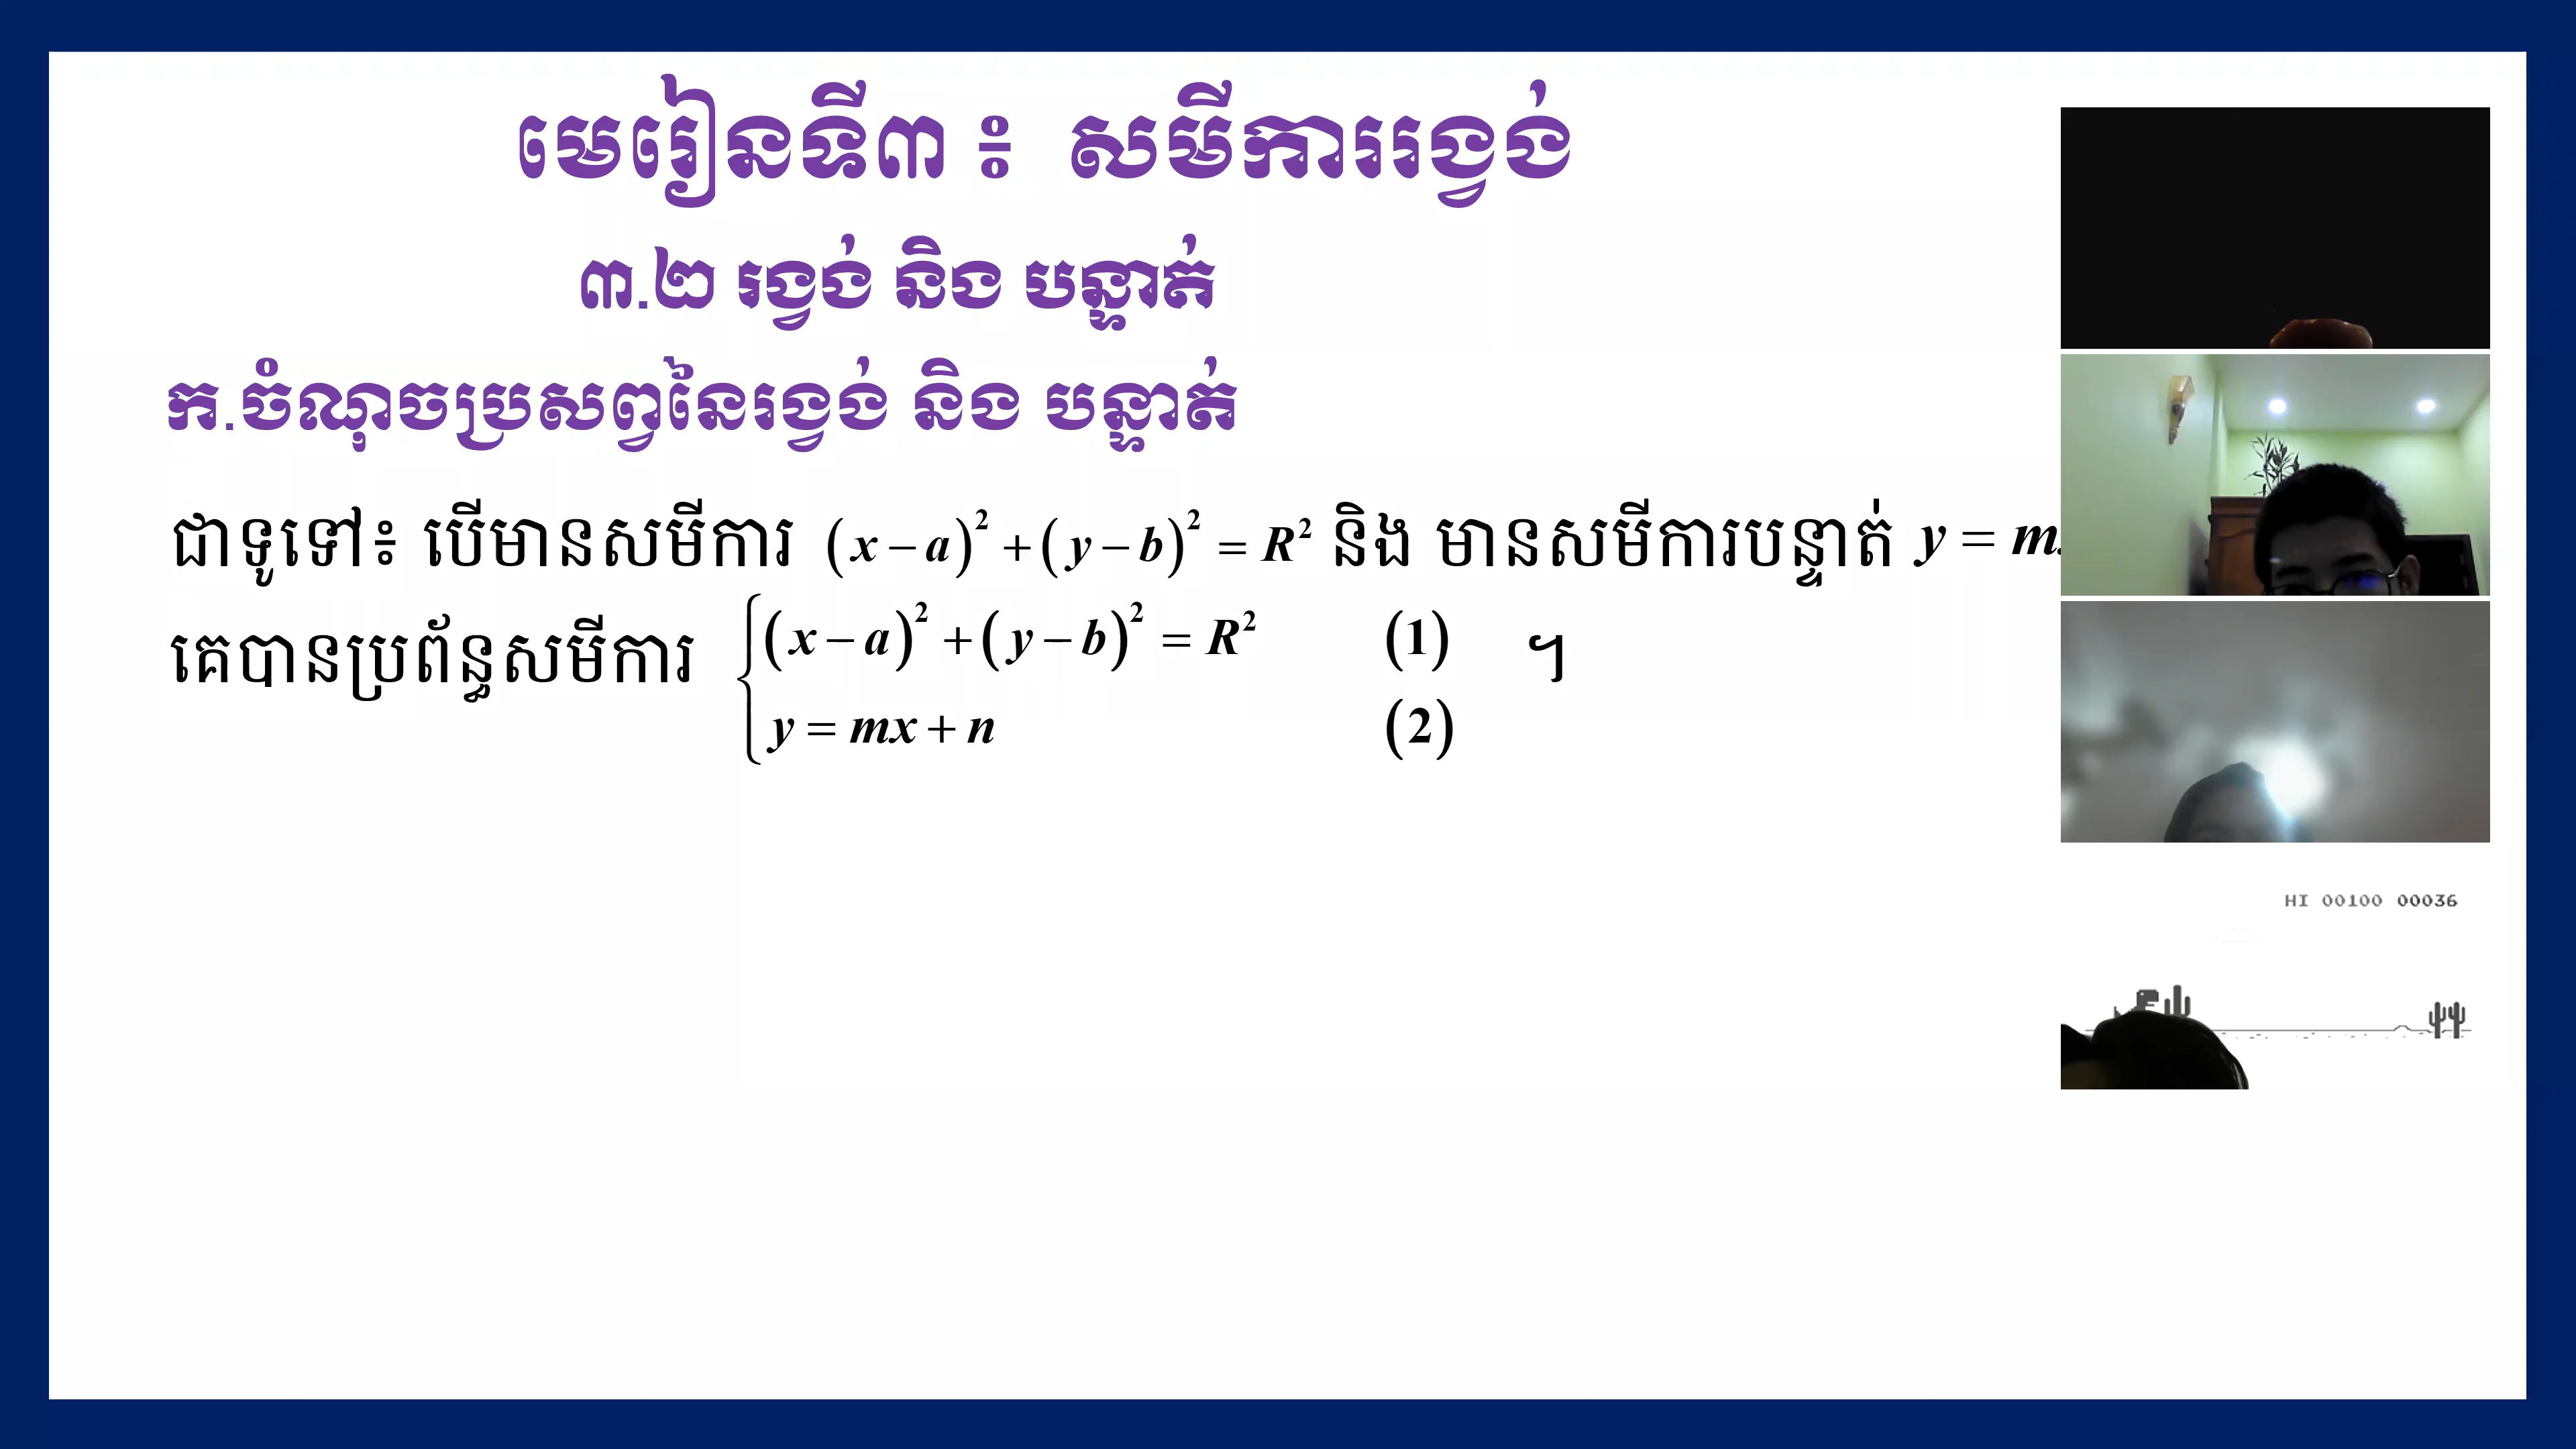 មេរៀនទី៣ ៖ សមីការរង្វង់
៣.២ រង្វង់ និង បន្ទាត់
ក.ចំណុចប្រសព្វនៃរង្វង់ និង បន្ទាត់
ជាទូទៅ៖ បើមានសមីការ (x − a)² + (y − b)² = R² និង មានសមីការបន្ទាត់ y = m
គេបានប្រព័ន្ធសមីការ { (x − a)² + (y − b)² = R² (1) ។
y = mx + n (2)
HI 00100 00036